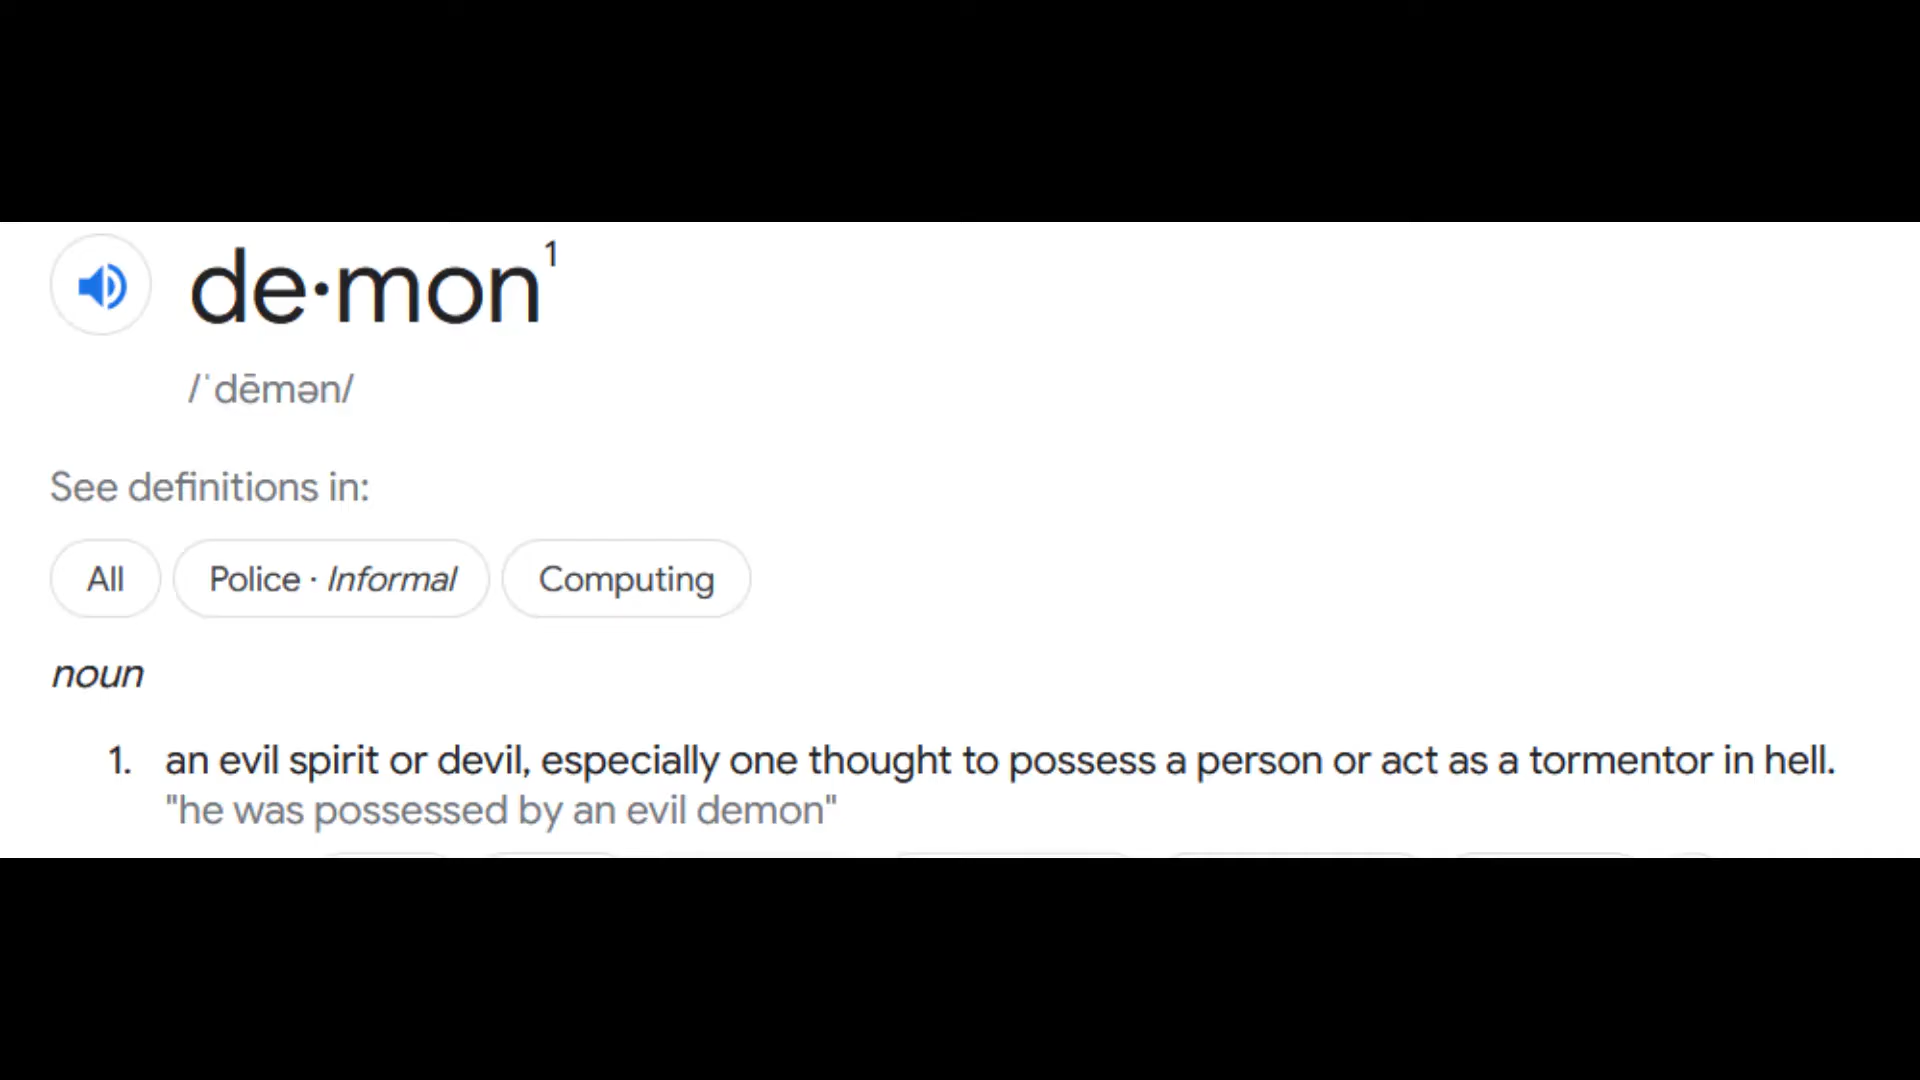 de·mon¹
/ˈdēmən/
See definitions in:
All Police · Informal Computing
noun
1. an evil spirit or devil, especially one thought to possess a person or act as a tormentor in hell.
"he was possessed by an evil demon"